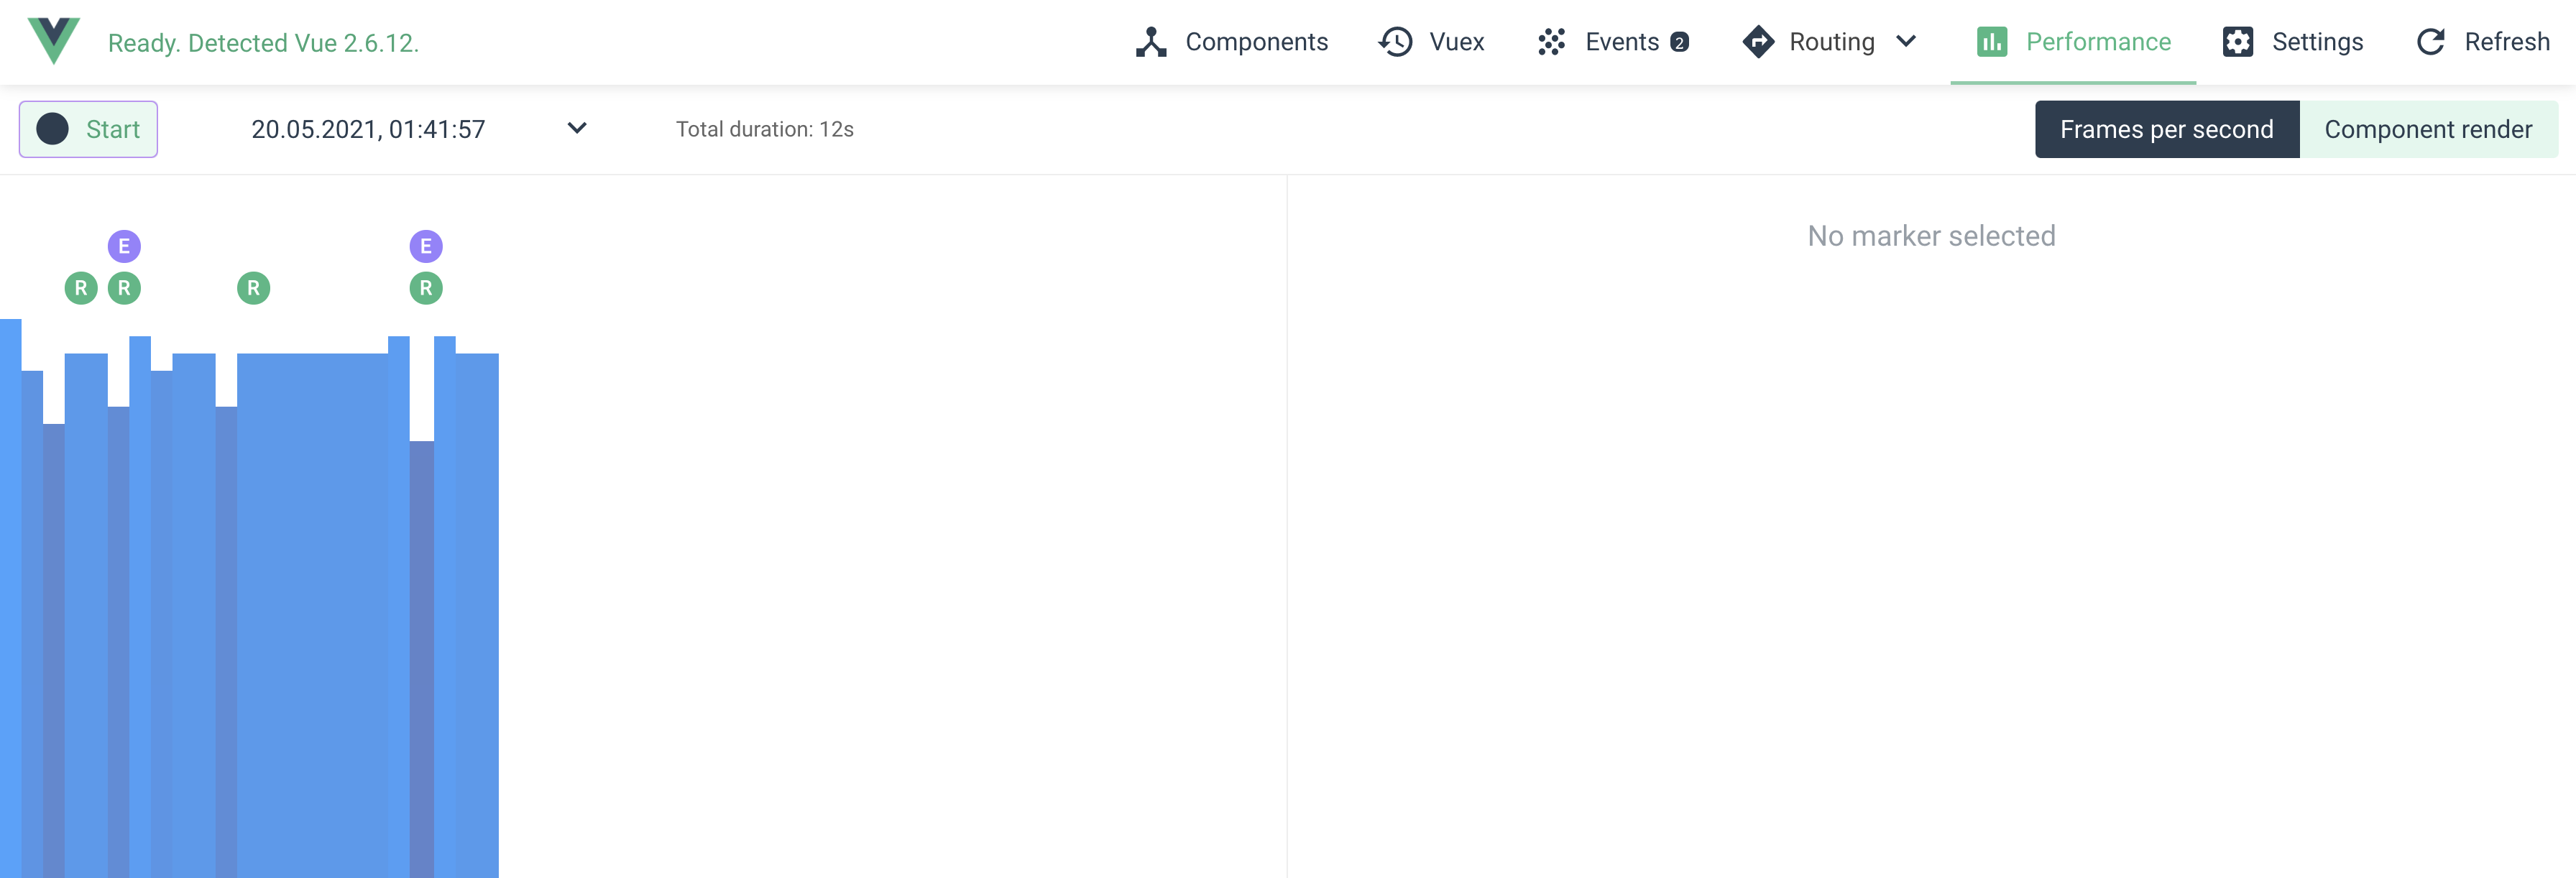 Ready. Detected Vue 2.6.12.
Components
Vuex
Events 2
Routing
Performance
Settings
Refresh
Start
20.05.2021, 01:41:57
Total duration: 12s
Frames per second
Component render
E
E
R
R
R
R
No marker selected